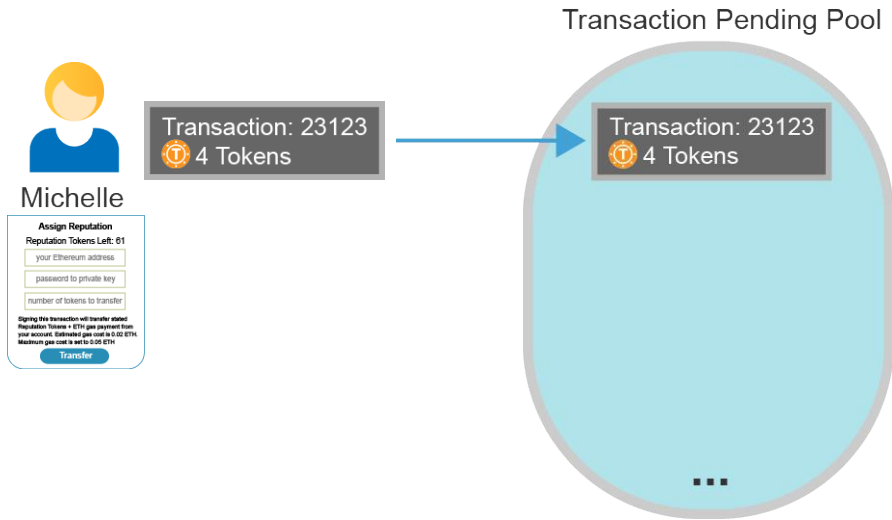 Transaction Pending Pool
Transaction: 23123
T 4 Tokens
Transaction: 23123
T 4 Tokens
Michelle
Assign Reputation
Reputation Tokens Left: 61
your Ethereum address
password to private key
number of tokens to transfer
Signing this transaction will transfer stated
Reputation Tokens + ETH gas payment from
your account. Estimated gas cost is 0.02 ETH.
Maximum gas cost is set to 0.05 ETH
Transfer
...